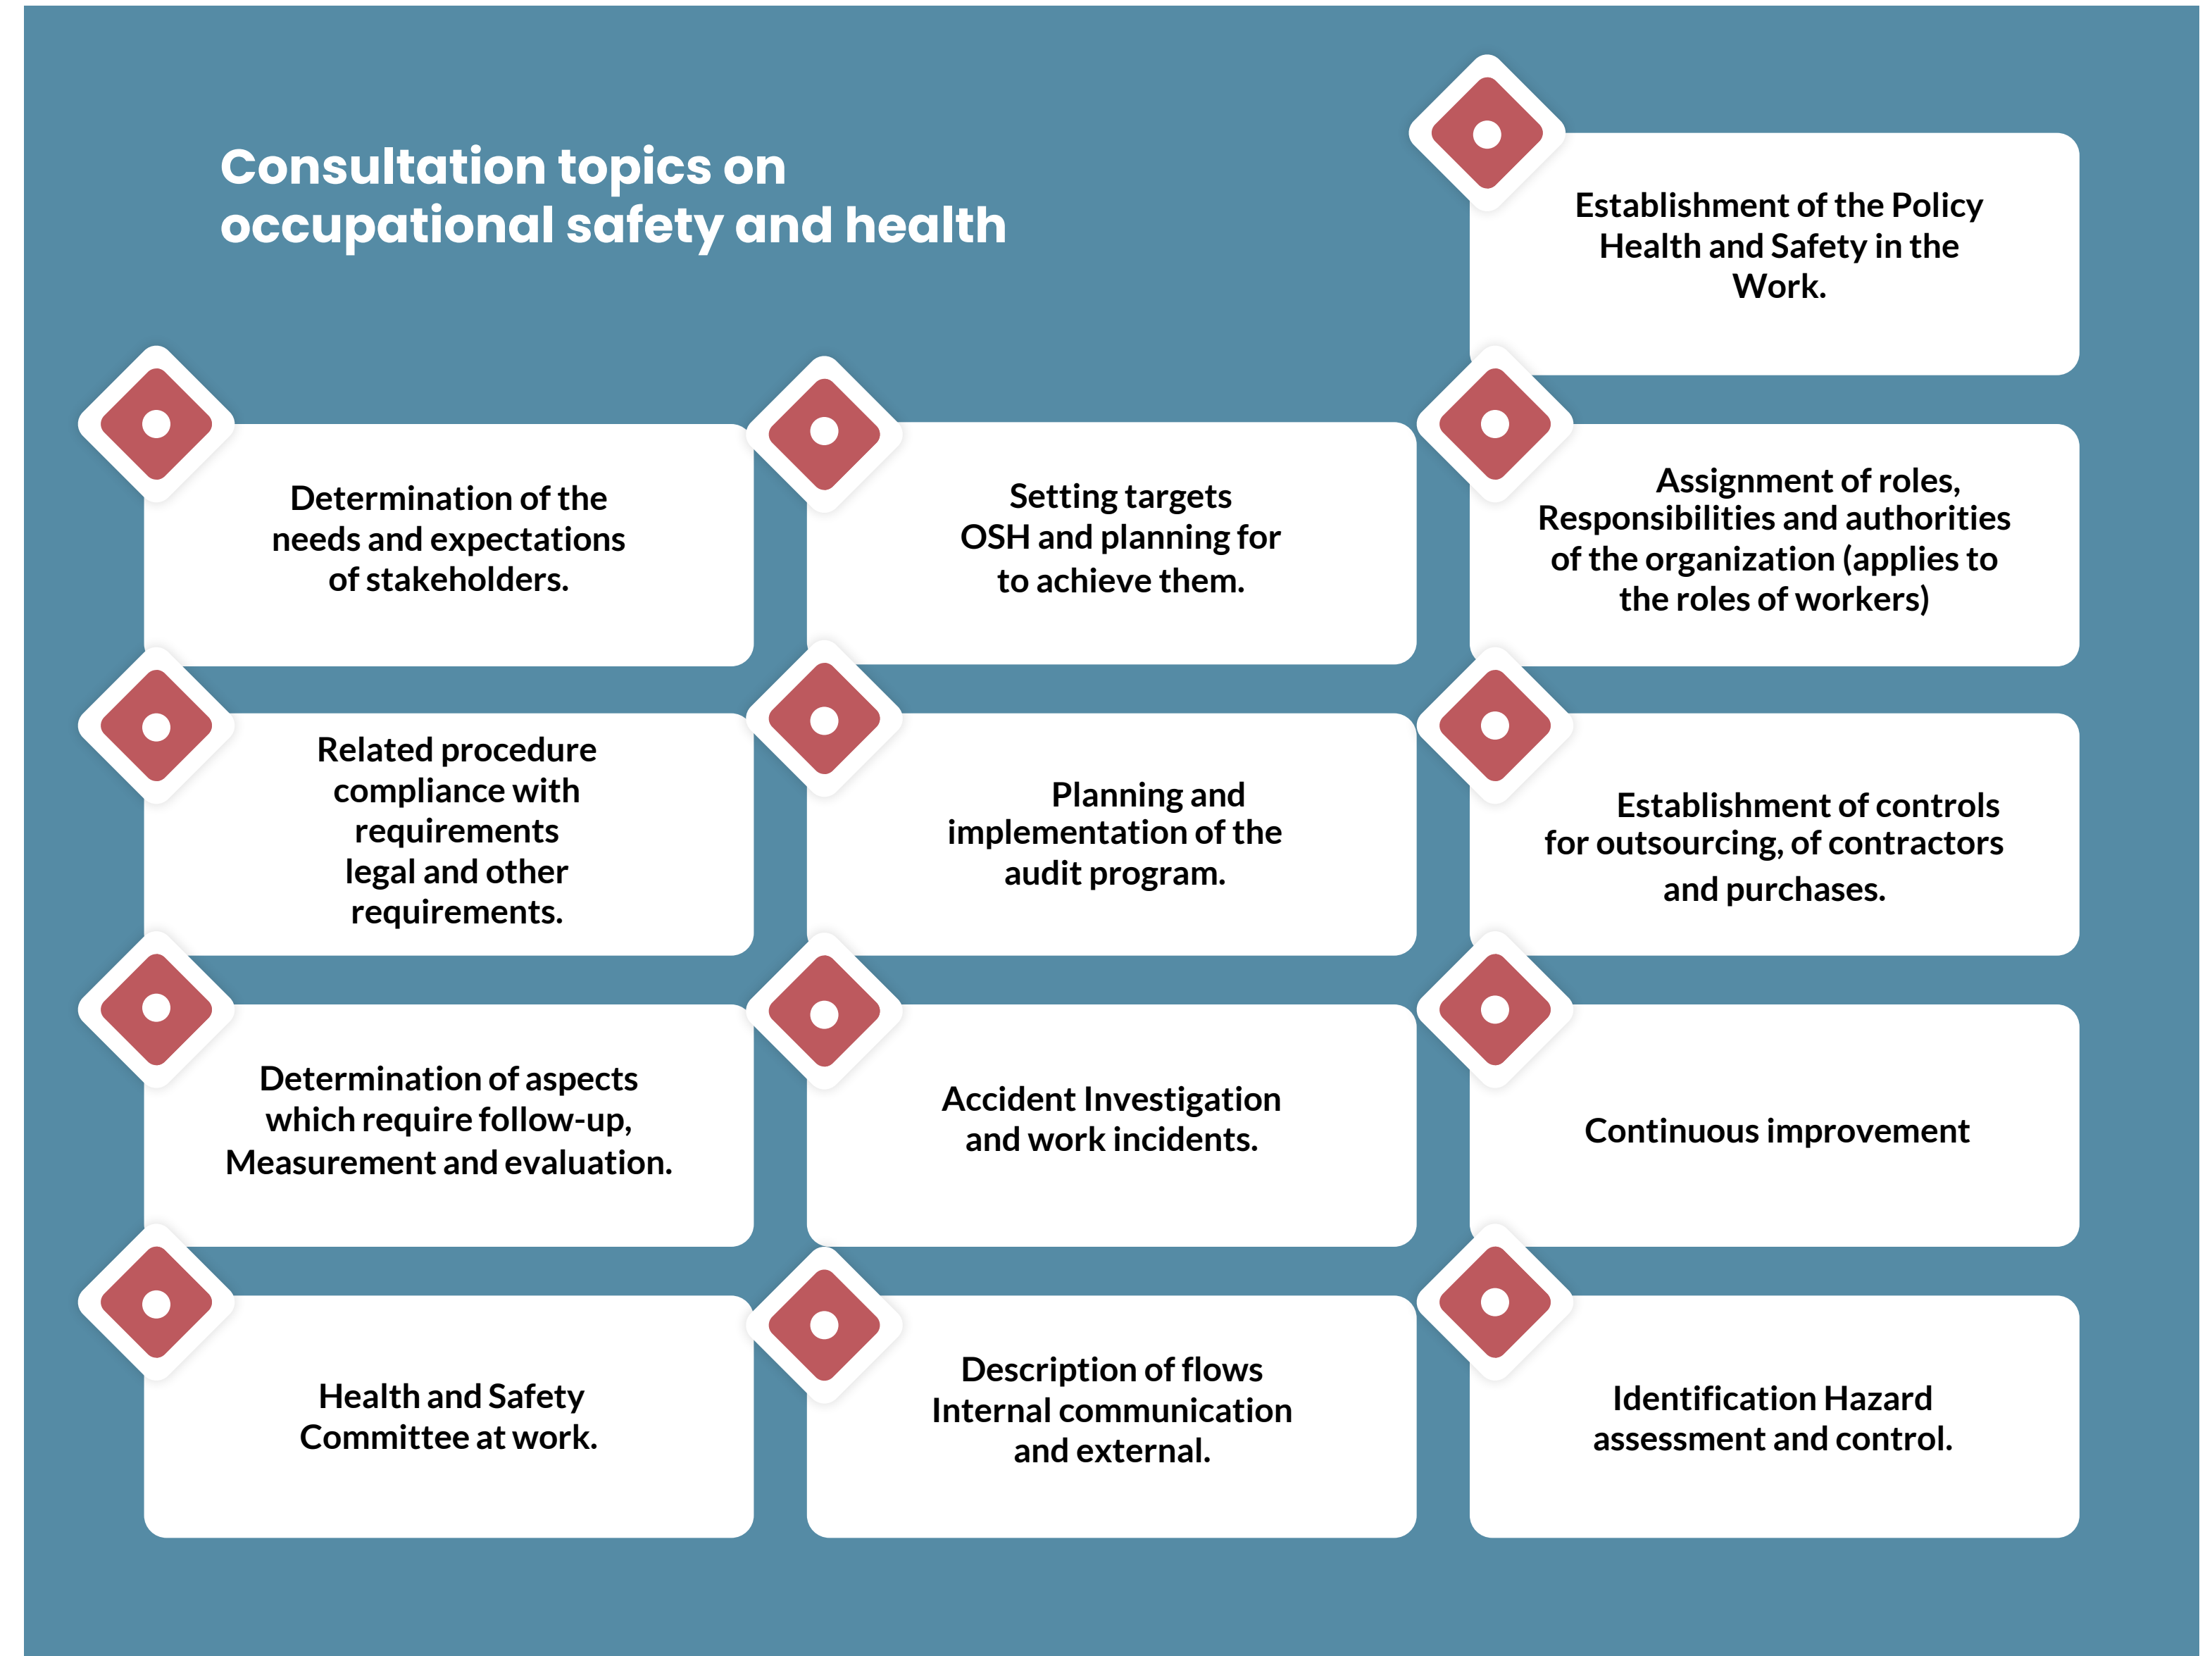 Consultation topics on
occupational safety and health
Establishment of the Policy
Health and Safety in the
Work.
Determination of the
needs and expectations
of stakeholders.
Setting targets
OSH and planning for
to achieve them.
Assignment of roles,
Responsibilities and authorities
of the organization (applies to
the roles of workers)
Related procedure
compliance with
requirements
legal and other
requirements.
Planning and
implementation of the
audit program.
Establishment of controls
for outsourcing, of contractors
and purchases.
Determination of aspects
which require follow-up,
Measurement and evaluation.
Accident Investigation
and work incidents.
Continuous improvement
Health and Safety
Committee at work.
Description of flows
Internal communication
and external.
Identification Hazard
assessment and control.